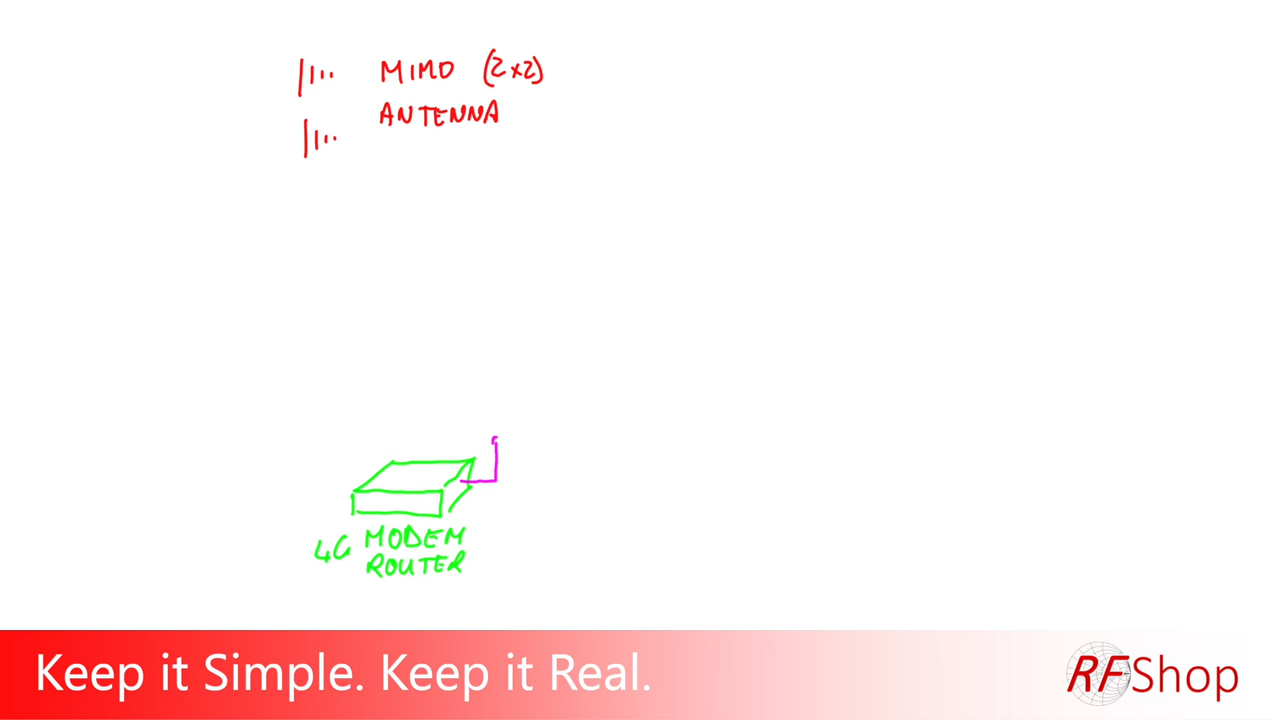 MIMO (2x2)
ANTENNA
4G MODEM
ROUTER
Keep it Simple. Keep it Real.
RFShop